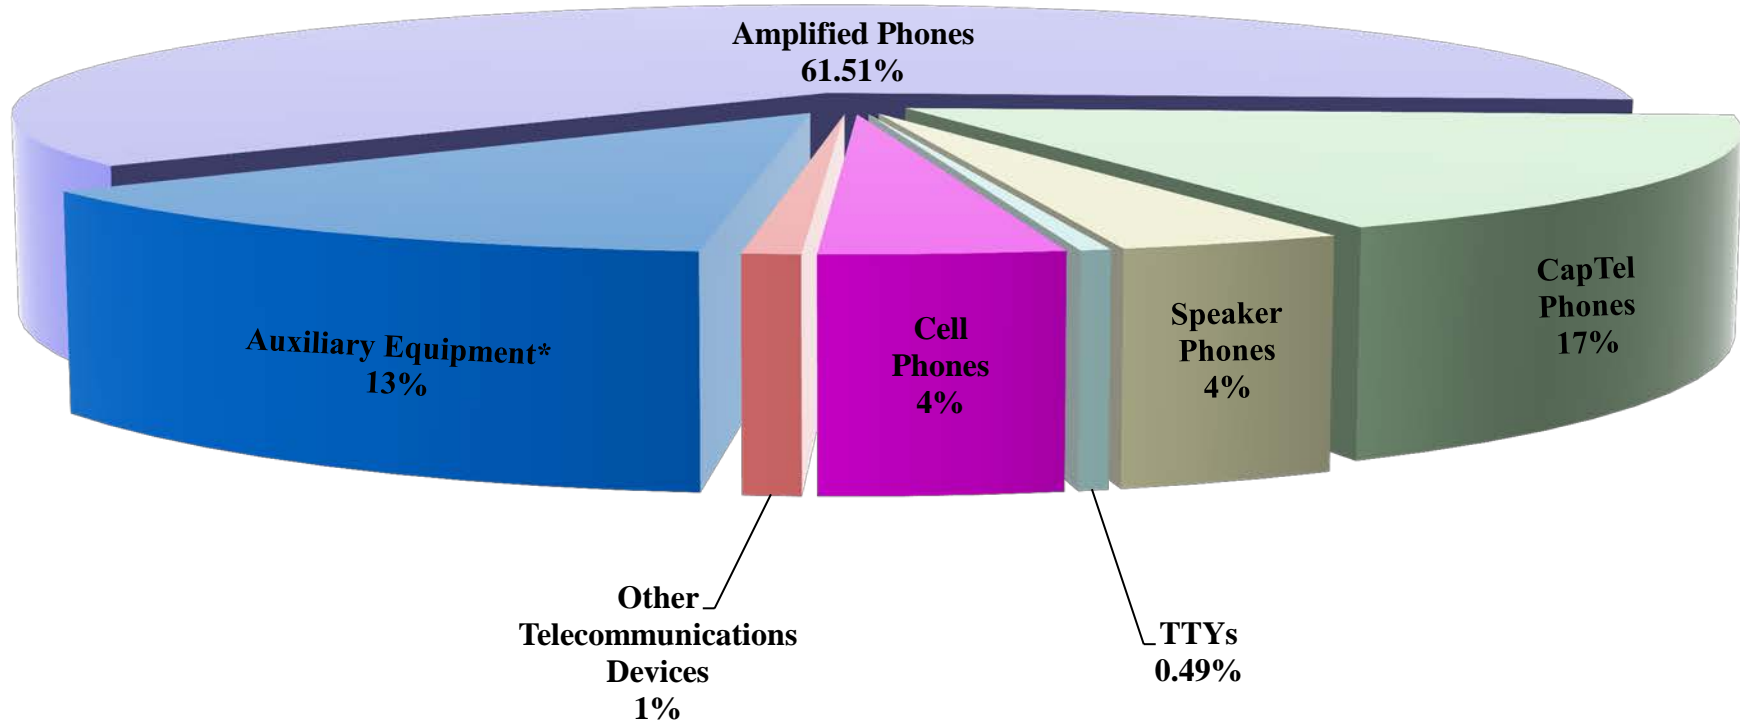 Amplified Phones
61.51%
CapTel
Phones
17%
Speaker
Phones
4%
Cell
Phones
4%
Auxiliary Equipment*
13%
Other
Telecommunications
Devices
1%
TTYs
0.49%